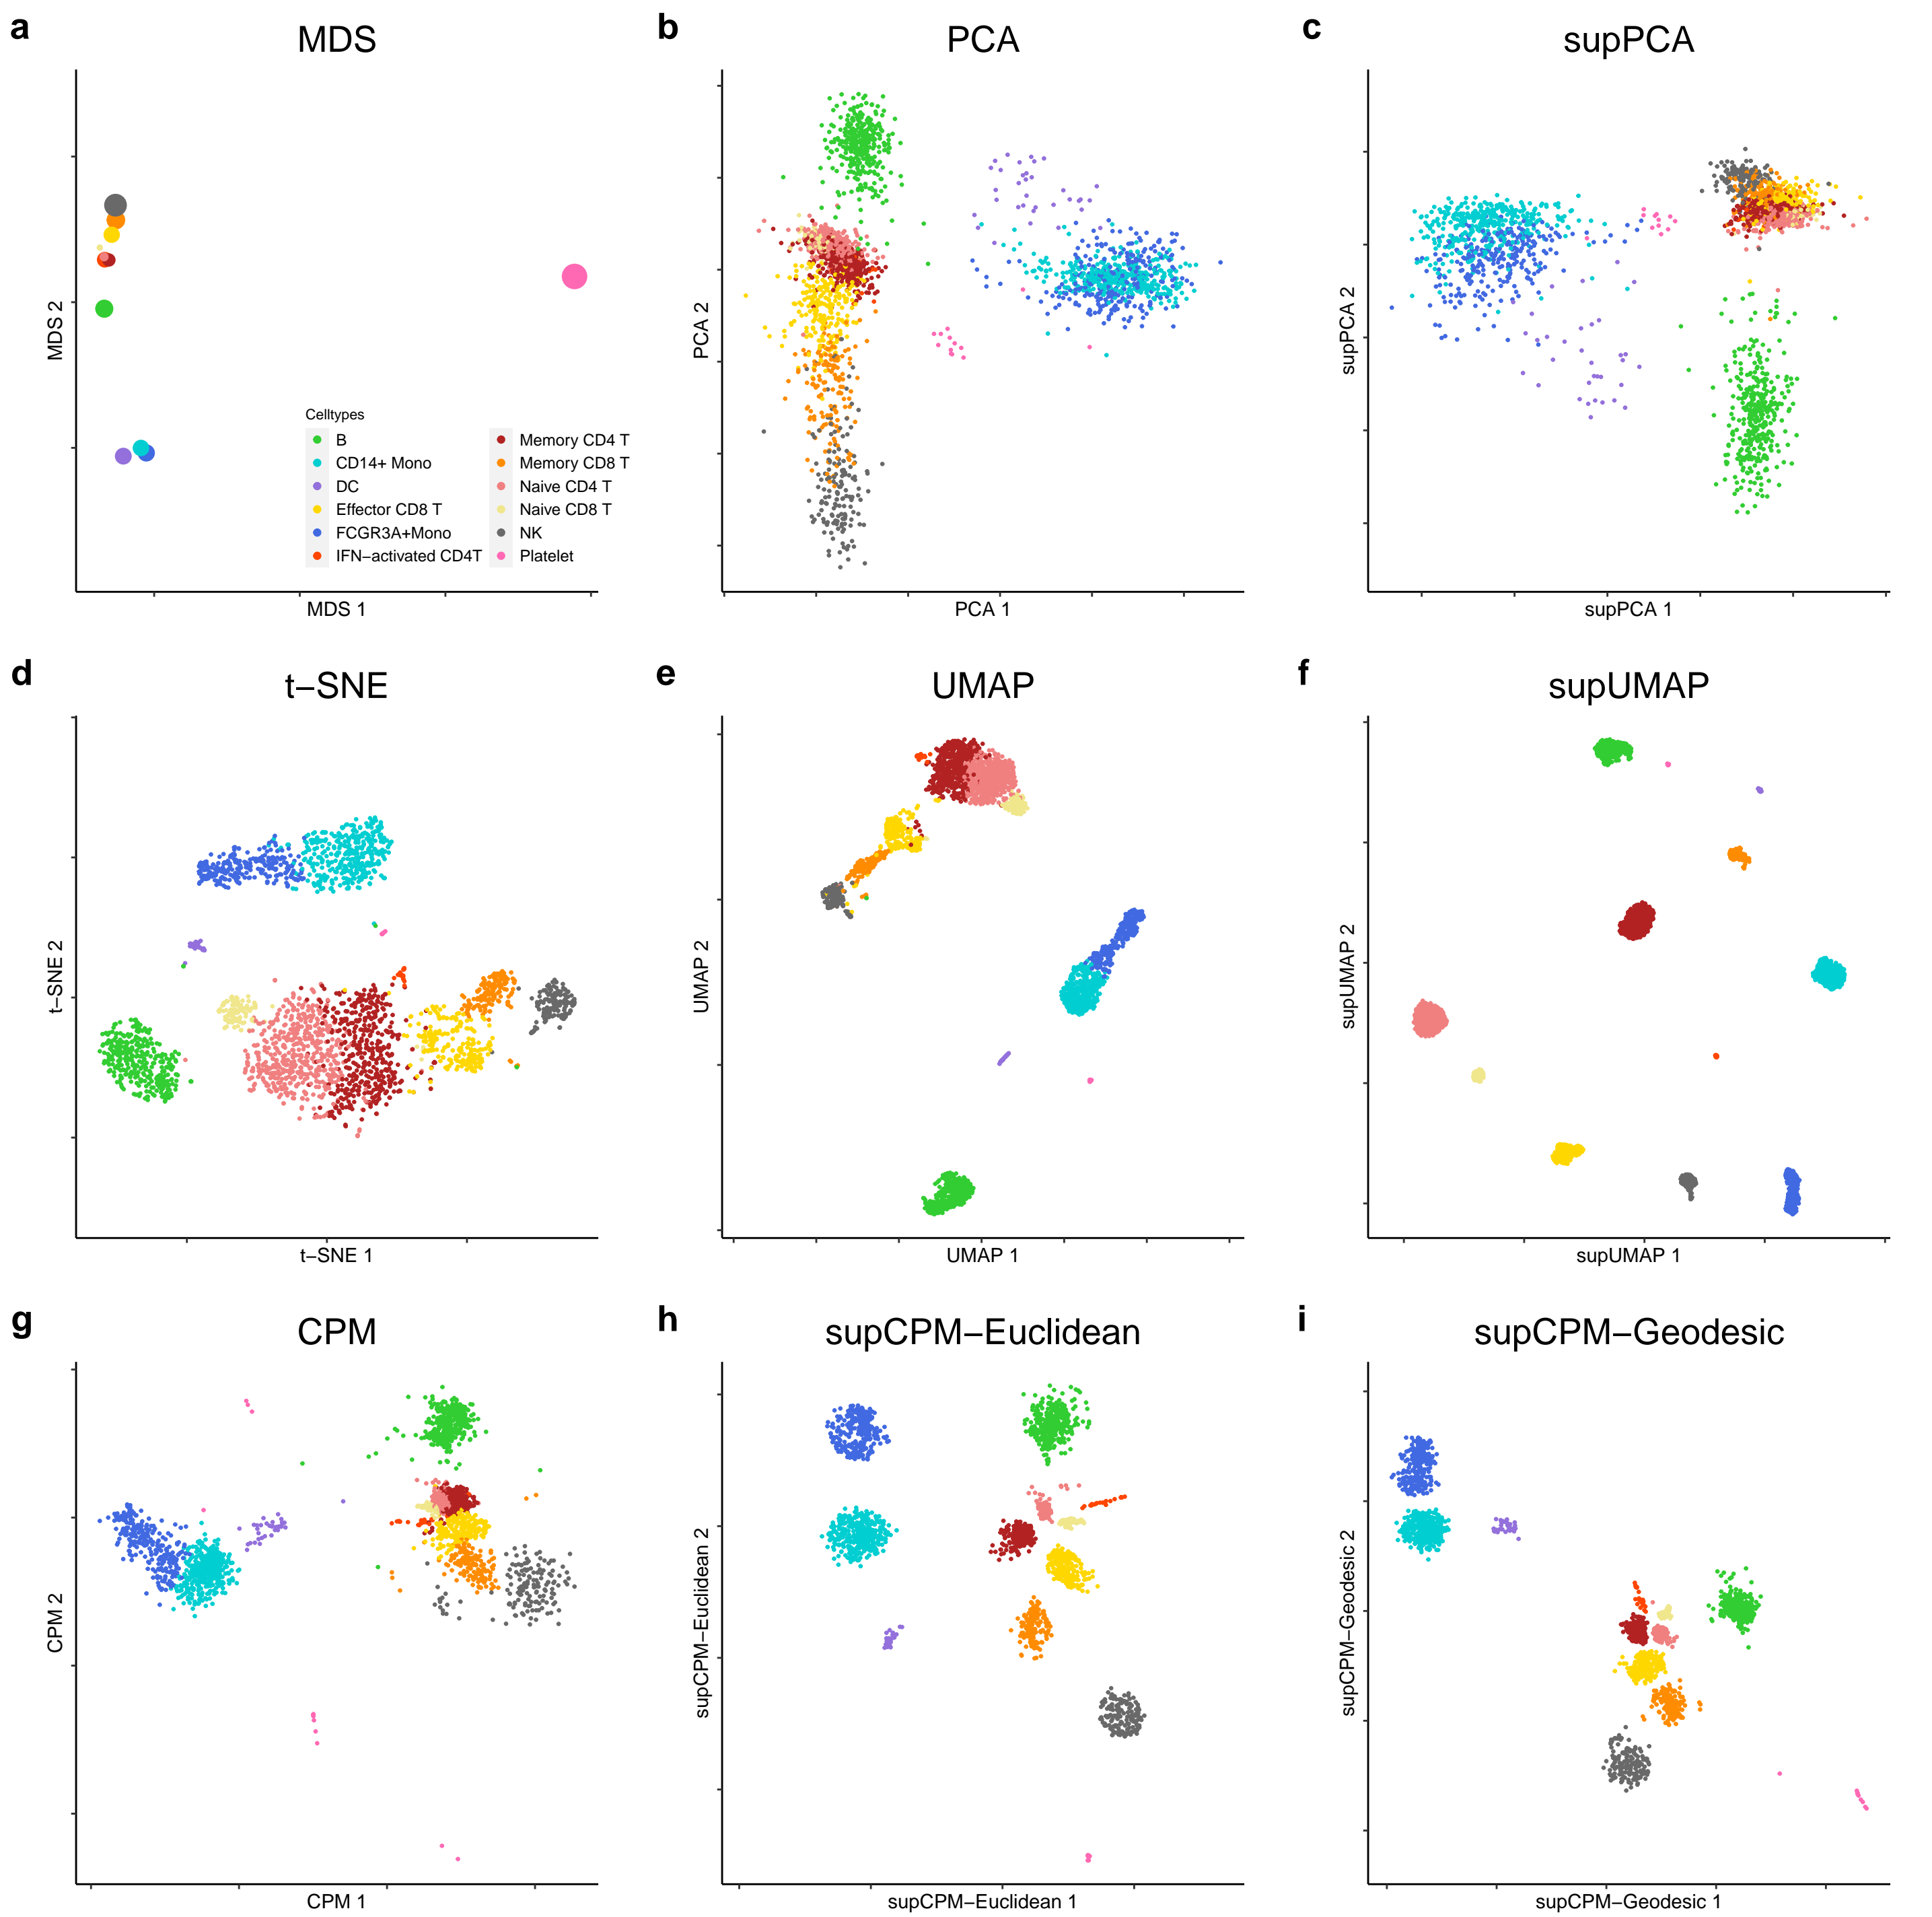 a
MDS
b
PCA
c
supPCA
MDS 2
PCA 2
supPCA 2
Celltypes
B
Memory CD4 T
CD14+ Mono
Memory CD8 T
DC
Naive CD4 T
Effector CD8 T
Naive CD8 T
FCGR3A+Mono
NK
IFN−activated CD4T
Platelet
MDS 1
PCA 1
supPCA 1
d
t−SNE
e
UMAP
f
supUMAP
t−SNE 2
UMAP 2
supUMAP 2
t−SNE 1
UMAP 1
supUMAP 1
g
CPM
h
supCPM−Euclidean
i
supCPM−Geodesic
CPM 2
supCPM−Euclidean 2
supCPM−Geodesic 2
CPM 1
supCPM−Euclidean 1
supCPM−Geodesic 1